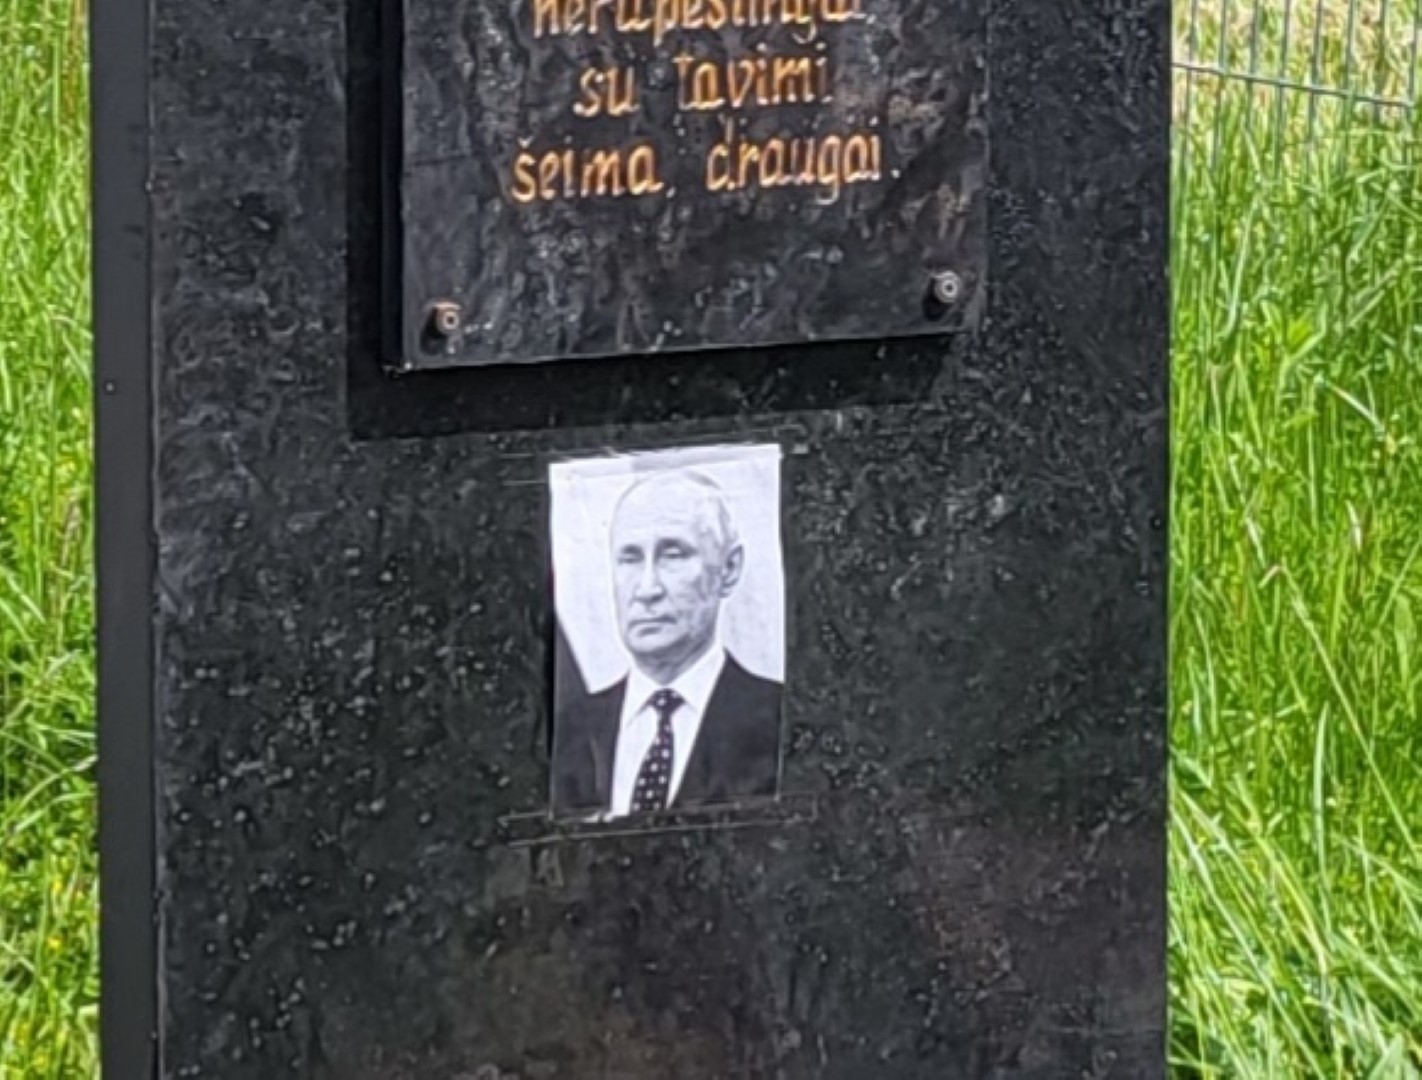 su tavimi
šeima, draugai.